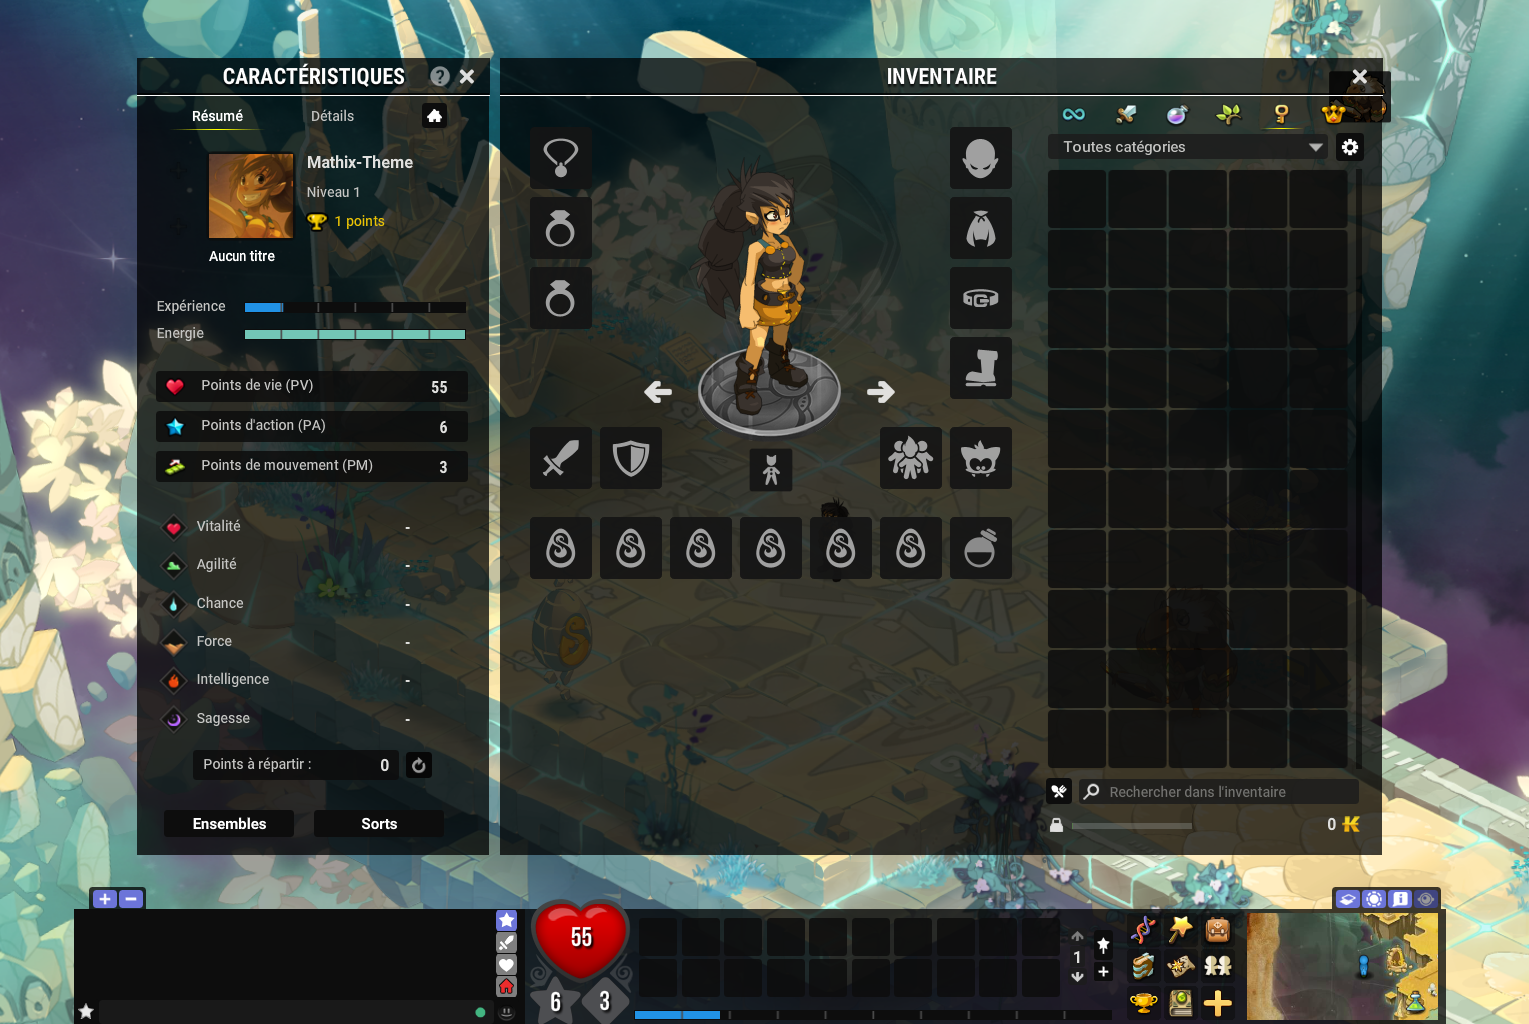 CARACTÉRISTIQUES
?
Résumé
Détails
Mathix-Theme
Niveau 1
1 points
Aucun titre
Expérience
Energie
Points de vie (PV) 55
Points d'action (PA) 6
Points de mouvement (PM) 3
Vitalité -
Agilité -
Chance -
Force -
Intelligence -
Sagesse -
Points à répartir : 0
Ensembles
Sorts
INVENTAIRE
Toutes catégories
Rechercher dans l'inventaire
0
55
6
3
1